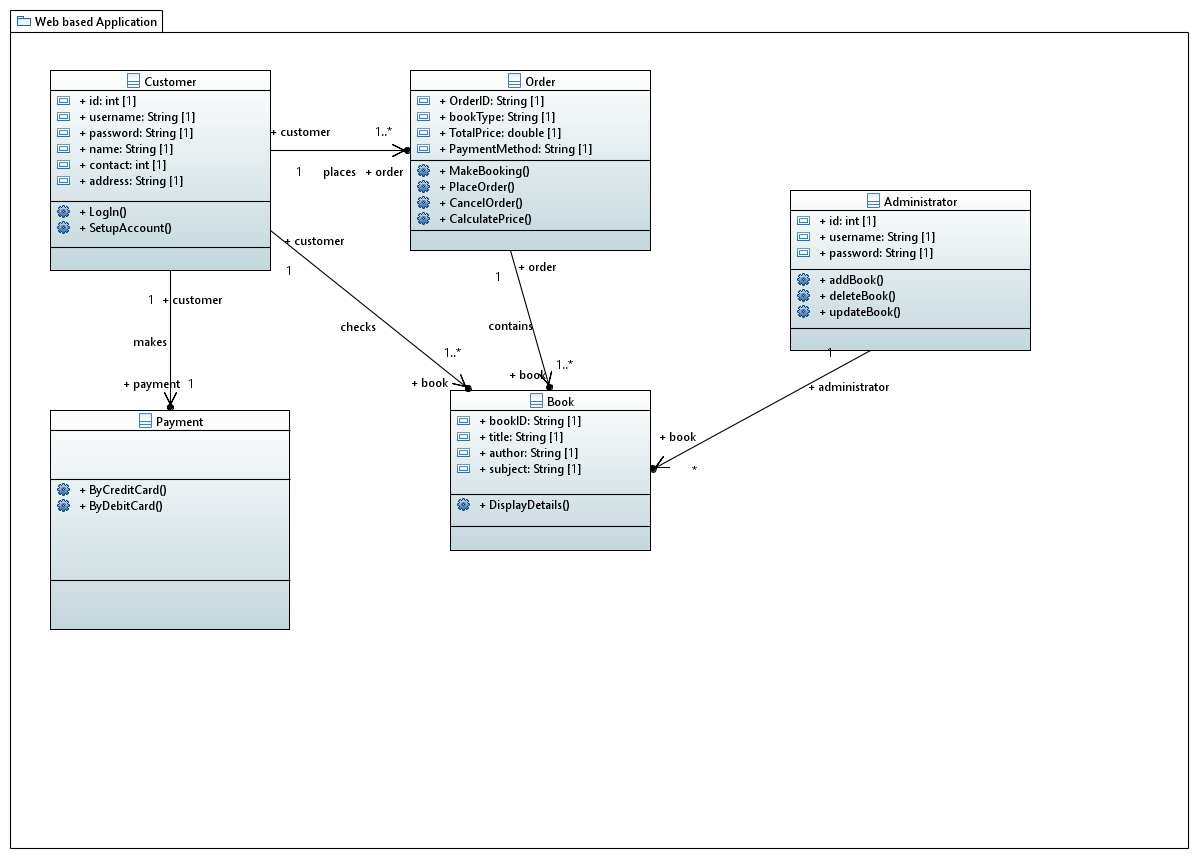 Web based Application
Customer
+ id: int [1]
+ username: String [1]
+ password: String [1]
+ name: String [1]
+ contact: int [1]
+ address: String [1]
+ LogIn()
+ SetupAccount()
+ customer
1..*
1
places
+ order
Order
+ OrderID: String [1]
+ bookType: String [1]
+ TotalPrice: double [1]
+ PaymentMethod: String [1]
+ MakeBooking()
+ PlaceOrder()
+ CancelOrder()
+ CalculatePrice()
Administrator
+ id: int [1]
+ username: String [1]
+ password: String [1]
+ addBook()
+ deleteBook()
+ updateBook()
+ customer
1
checks
1..*
+ book
+ order
1
contains
1..*
+ book
1
+ administrator
+ book
*
1
+ customer
makes
+ payment
1
Payment
+ ByCreditCard()
+ ByDebitCard()
Book
+ bookID: String [1]
+ title: String [1]
+ author: String [1]
+ subject: String [1]
+ DisplayDetails()